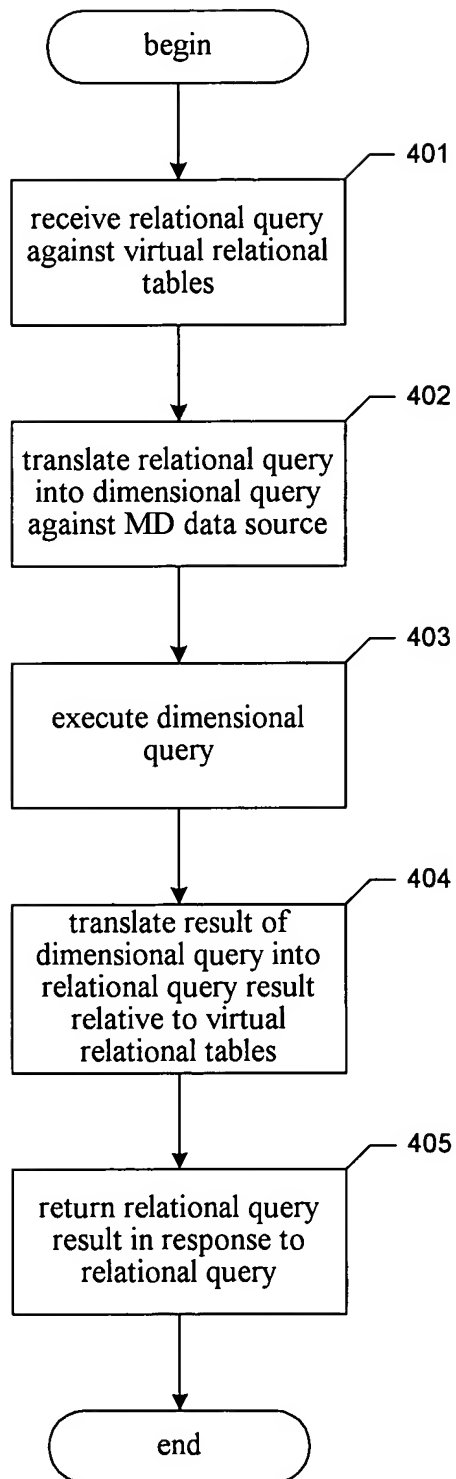 begin
401
receive relational query
against virtual relational
tables
402
translate relational query
into dimensional query
against MD data source
403
execute dimensional
query
404
translate result of
dimensional query into
relational query result
relative to virtual
relational tables
405
return relational query
result in response to
relational query
end